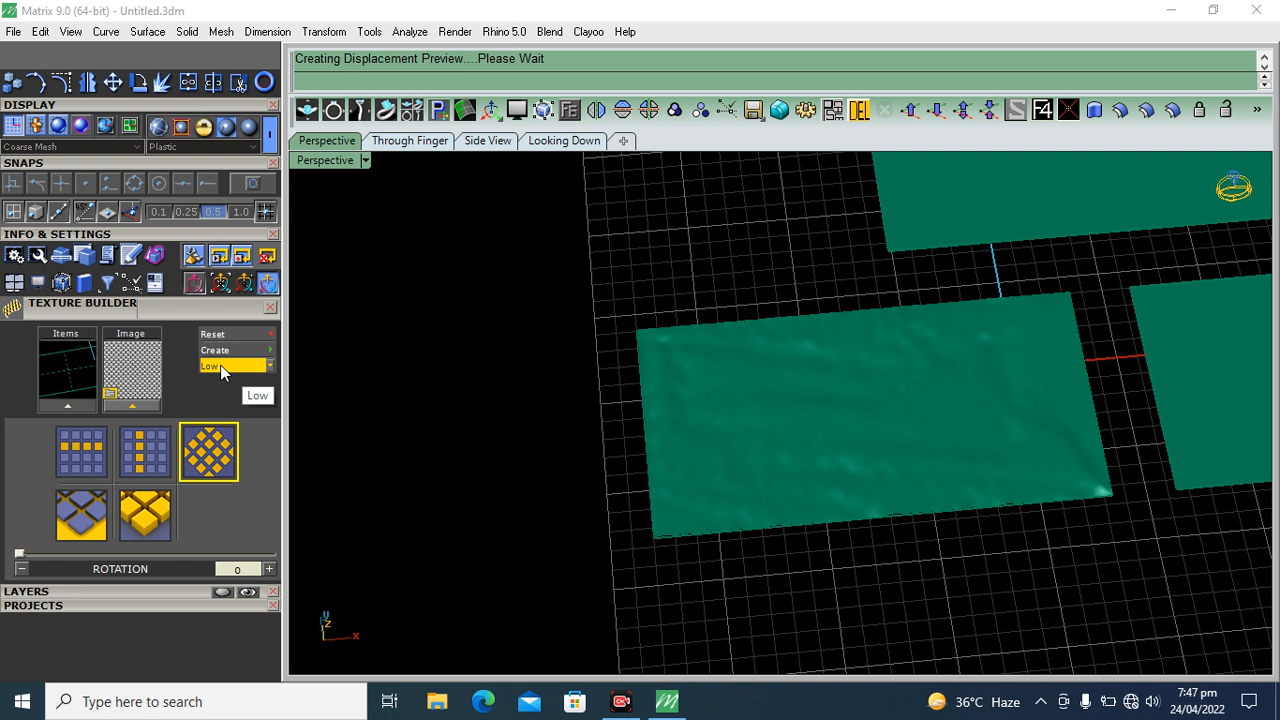 Matrix 9.0 (64-bit) - Untitled.3dm
File Edit View Curve Surface Solid Mesh Dimension Transform Tools Analyze Render Rhino 5.0 Blend Clayoo Help
Creating Displacement Preview....Please Wait
DISPLAY
Coarse Mesh Plastic
SNAPS
0.1 0.25 0.5 1.0
INFO & SETTINGS
TEXTURE BUILDER
Items Image
Reset
Create
Low
Low
ROTATION 0
LAYERS
PROJECTS
FE P DEL S F4
Perspective Through Finger Side View Looking Down
Perspective
y
z
x
Type here to search
36°C Haze
7:47 pm
24/04/2022